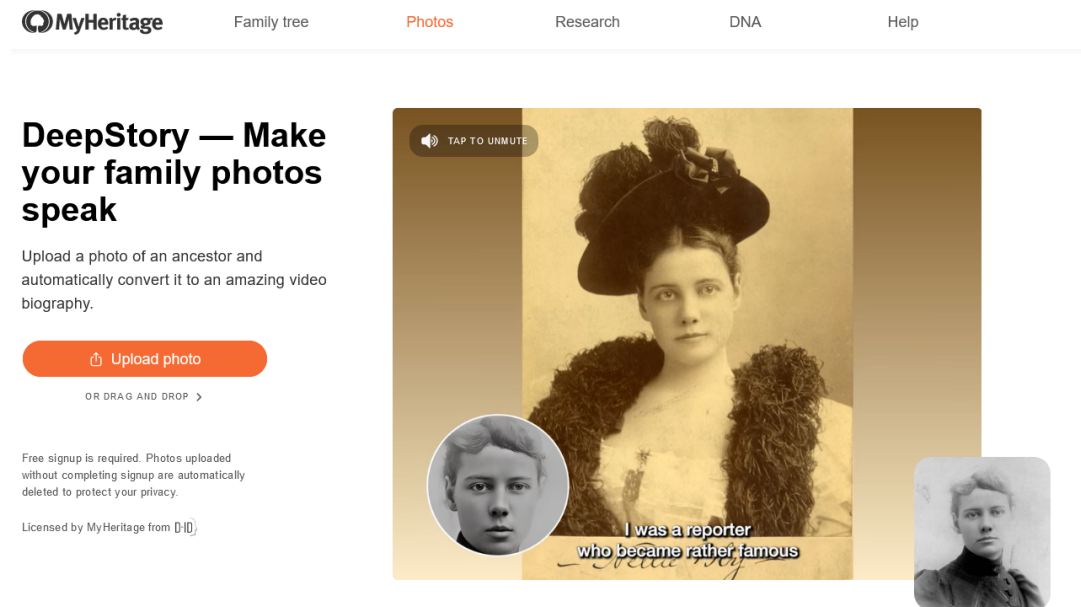 MyHeritage
Family tree
Photos
Research
DNA
Help
DeepStory — Make
your family photos
speak
Upload a photo of an ancestor and
automatically convert it to an amazing video
biography.
Upload photo
OR DRAG AND DROP
Free signup is required. Photos uploaded
without completing signup are automatically
deleted to protect your privacy.
Licensed by MyHeritage from D-ID
TAP TO UNMUTE
I was a reporter
who became rather famous
Nellie Bly